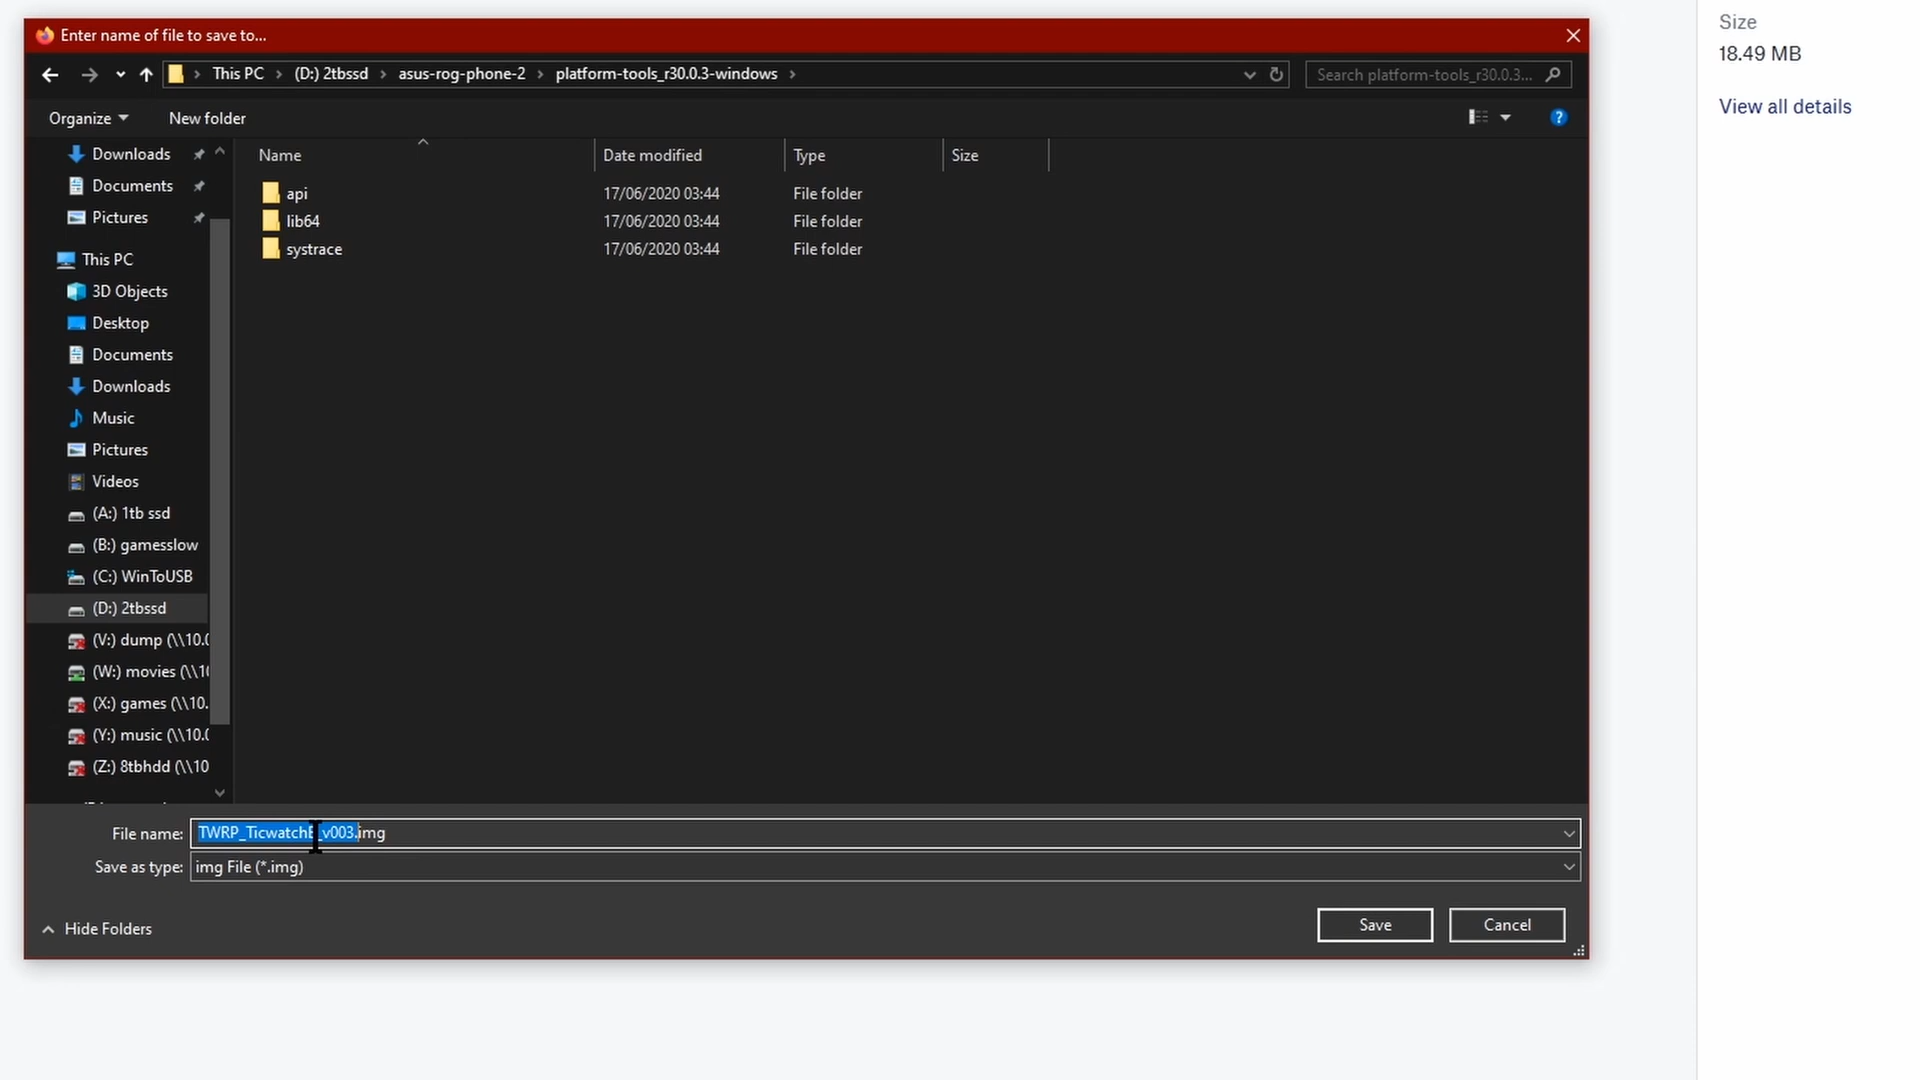 Enter name of file to save to...
Size
18.49 MB
View all details
This PC > (D:) 2tbssd > asus-rog-phone-2 > platform-tools_r30.0.3-windows >
Search platform-tools_r30.0.3...
Organize
New folder
Name
Date modified
Type
Size
api 17/06/2020 03:44 File folder
lib64 17/06/2020 03:44 File folder
systrace 17/06/2020 03:44 File folder
Downloads
Documents
Pictures
This PC
3D Objects
Desktop
Documents
Downloads
Music
Pictures
Videos
(A:) 1tb ssd
(B:) gamesslow
(C:) WinToUSB
(D:) 2tbssd
(V:) dump (\\10.0
(W:) movies (\\10
(X:) games (\\10.
(Y:) music (\\10.0
(Z:) 8tbhdd (\\10
File name: TWRP_TicwatchE_v003.img
Save as type: img File (*.img)
Hide Folders
Save
Cancel